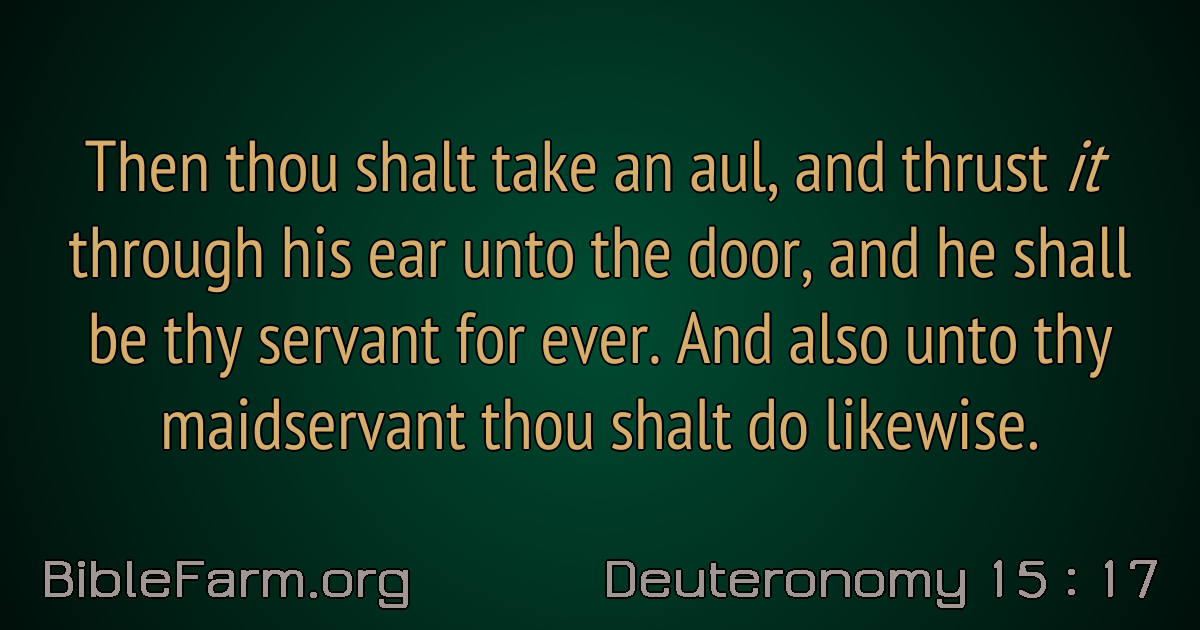 Then thou shalt take an aul, and thrust it
through his ear unto the door, and he shall
be thy servant for ever. And also unto thy
maidservant thou shalt do likewise.
BibleFarm.org
Deuteronomy 15 : 17